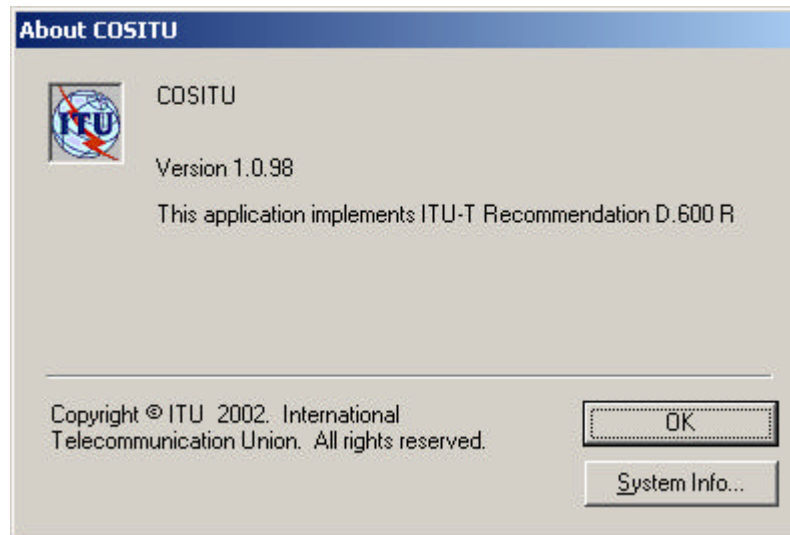 About COSITU
ITU
COSITU
Version 1.0.98
This application implements ITU-T Recommendation D.600 R
Copyright © ITU 2002. International
Telecommunication Union. All rights reserved.
OK
System Info...